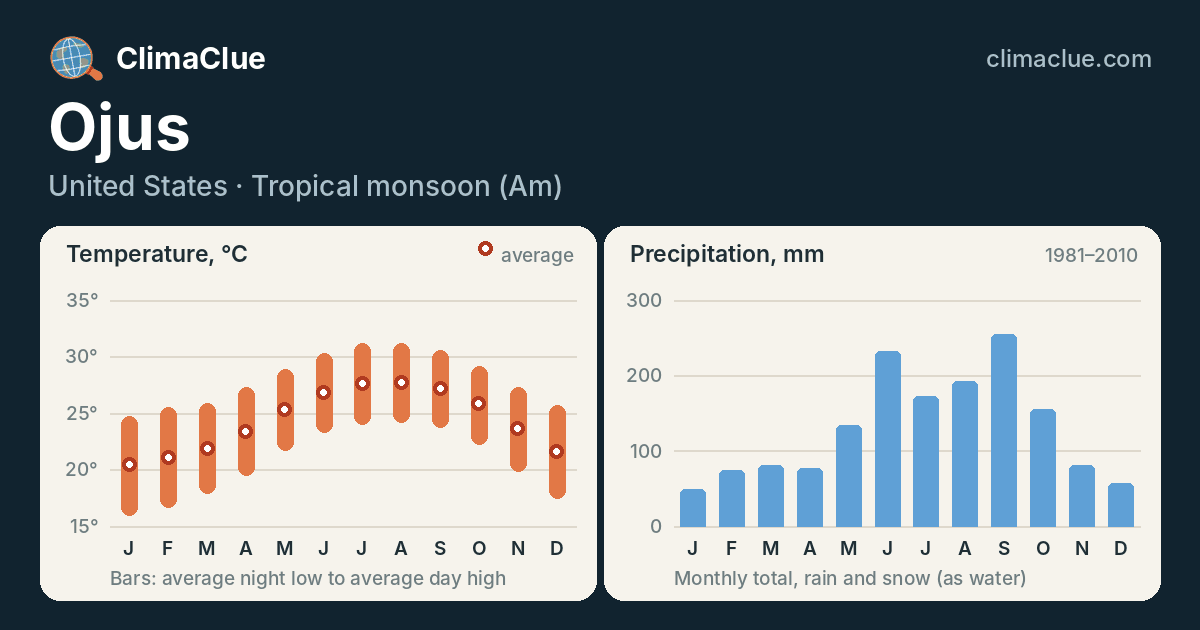 ClimaClue
climaclue.com
Ojus
United States · Tropical monsoon (Am)
Temperature, °C
average
35°
30°
25°
20°
15°
J F M A M J J A S O N D
Bars: average night low to average day high
Precipitation, mm
1981–2010
300
200
100
0
J F M A M J J A S O N D
Monthly total, rain and snow (as water)